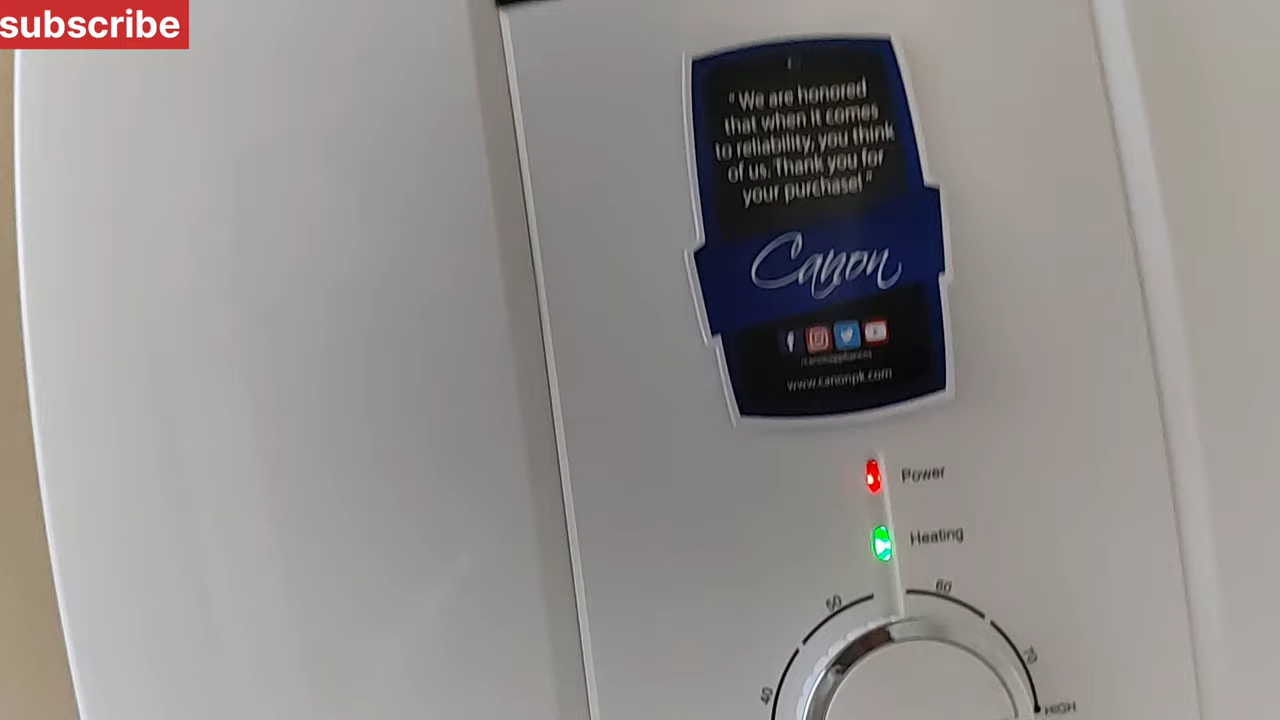 subscribe
"We are honored
that when it comes
to reliability, you think
of us. Thank you for
your purchase!"
Canon
www.canonpk.com
Power
Heating
50
60
40
70
HIGH